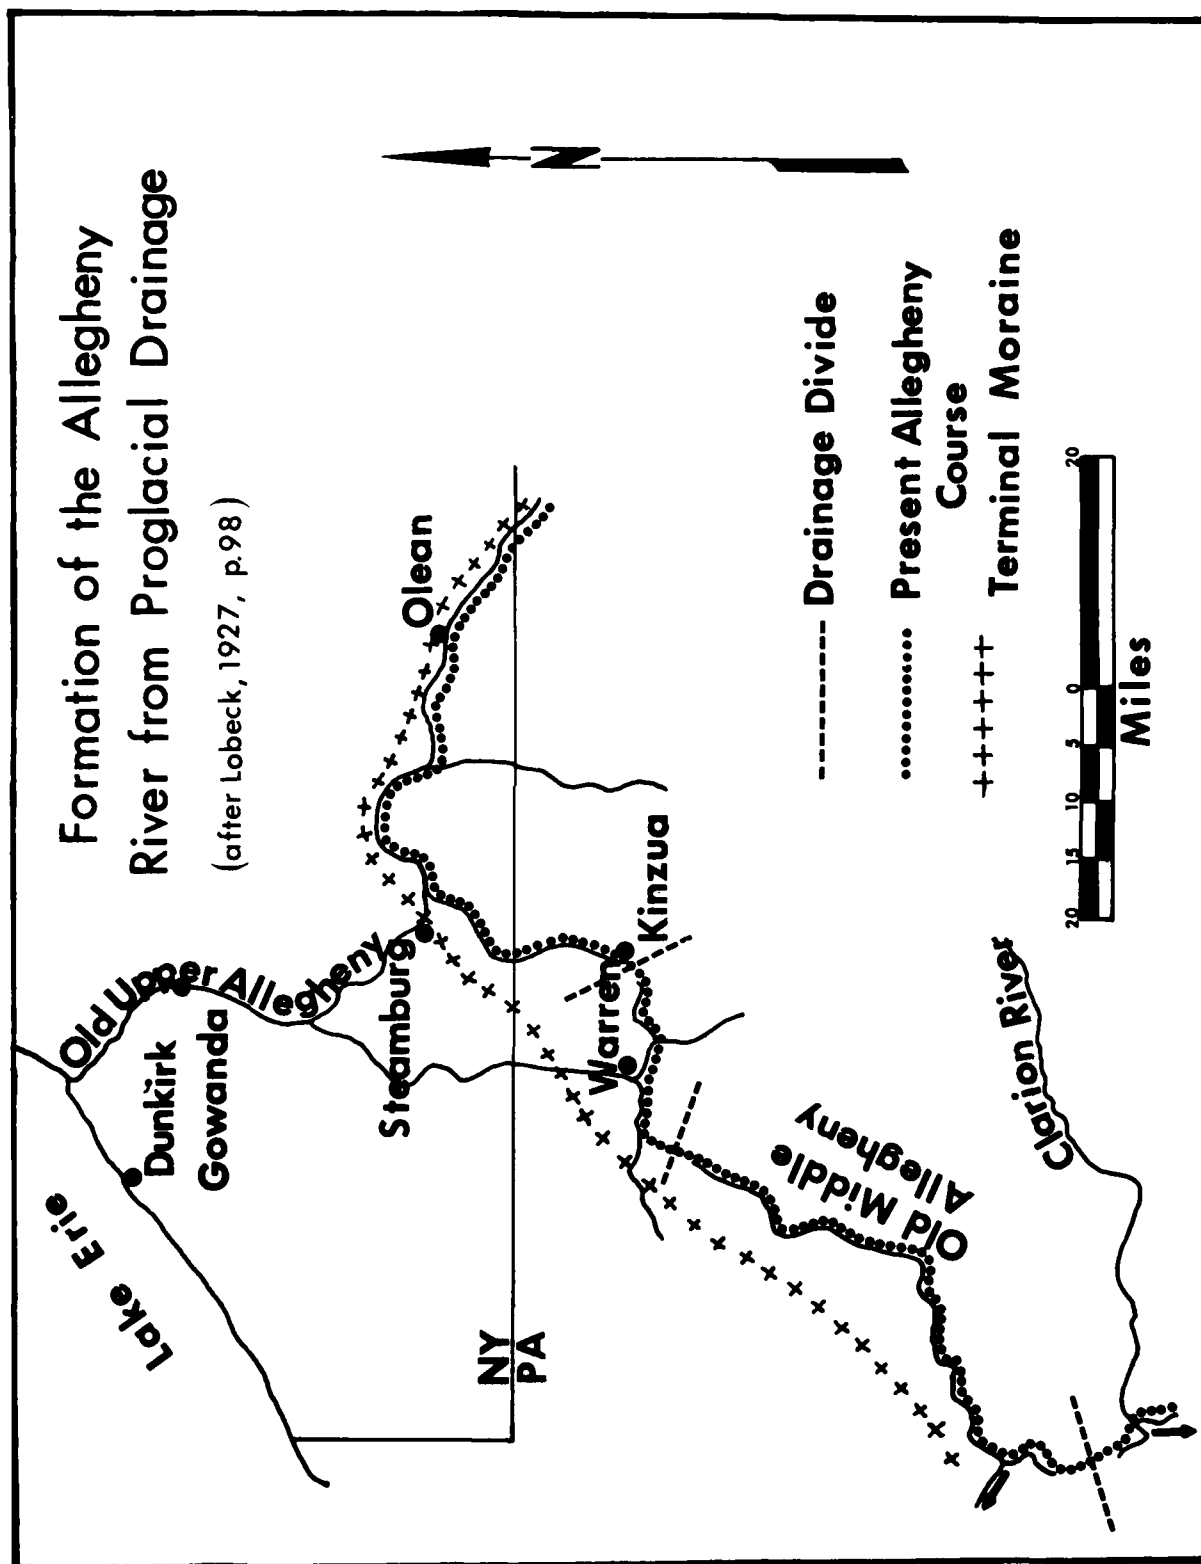 Formation of the Allegheny
River from Proglacial Drainage
(after Lobeck, 1927, p.98)
N
Lake Erie
Dunkirk
Gowanda
Old Upper Allegheny
Steamburg
Olean
NY
PA
Warren
Kinzua
Old Middle
Allegheny
Clarion River
Drainage Divide
Present Allegheny
Course
Terminal Moraine
20 15 10 5 0 20
Miles